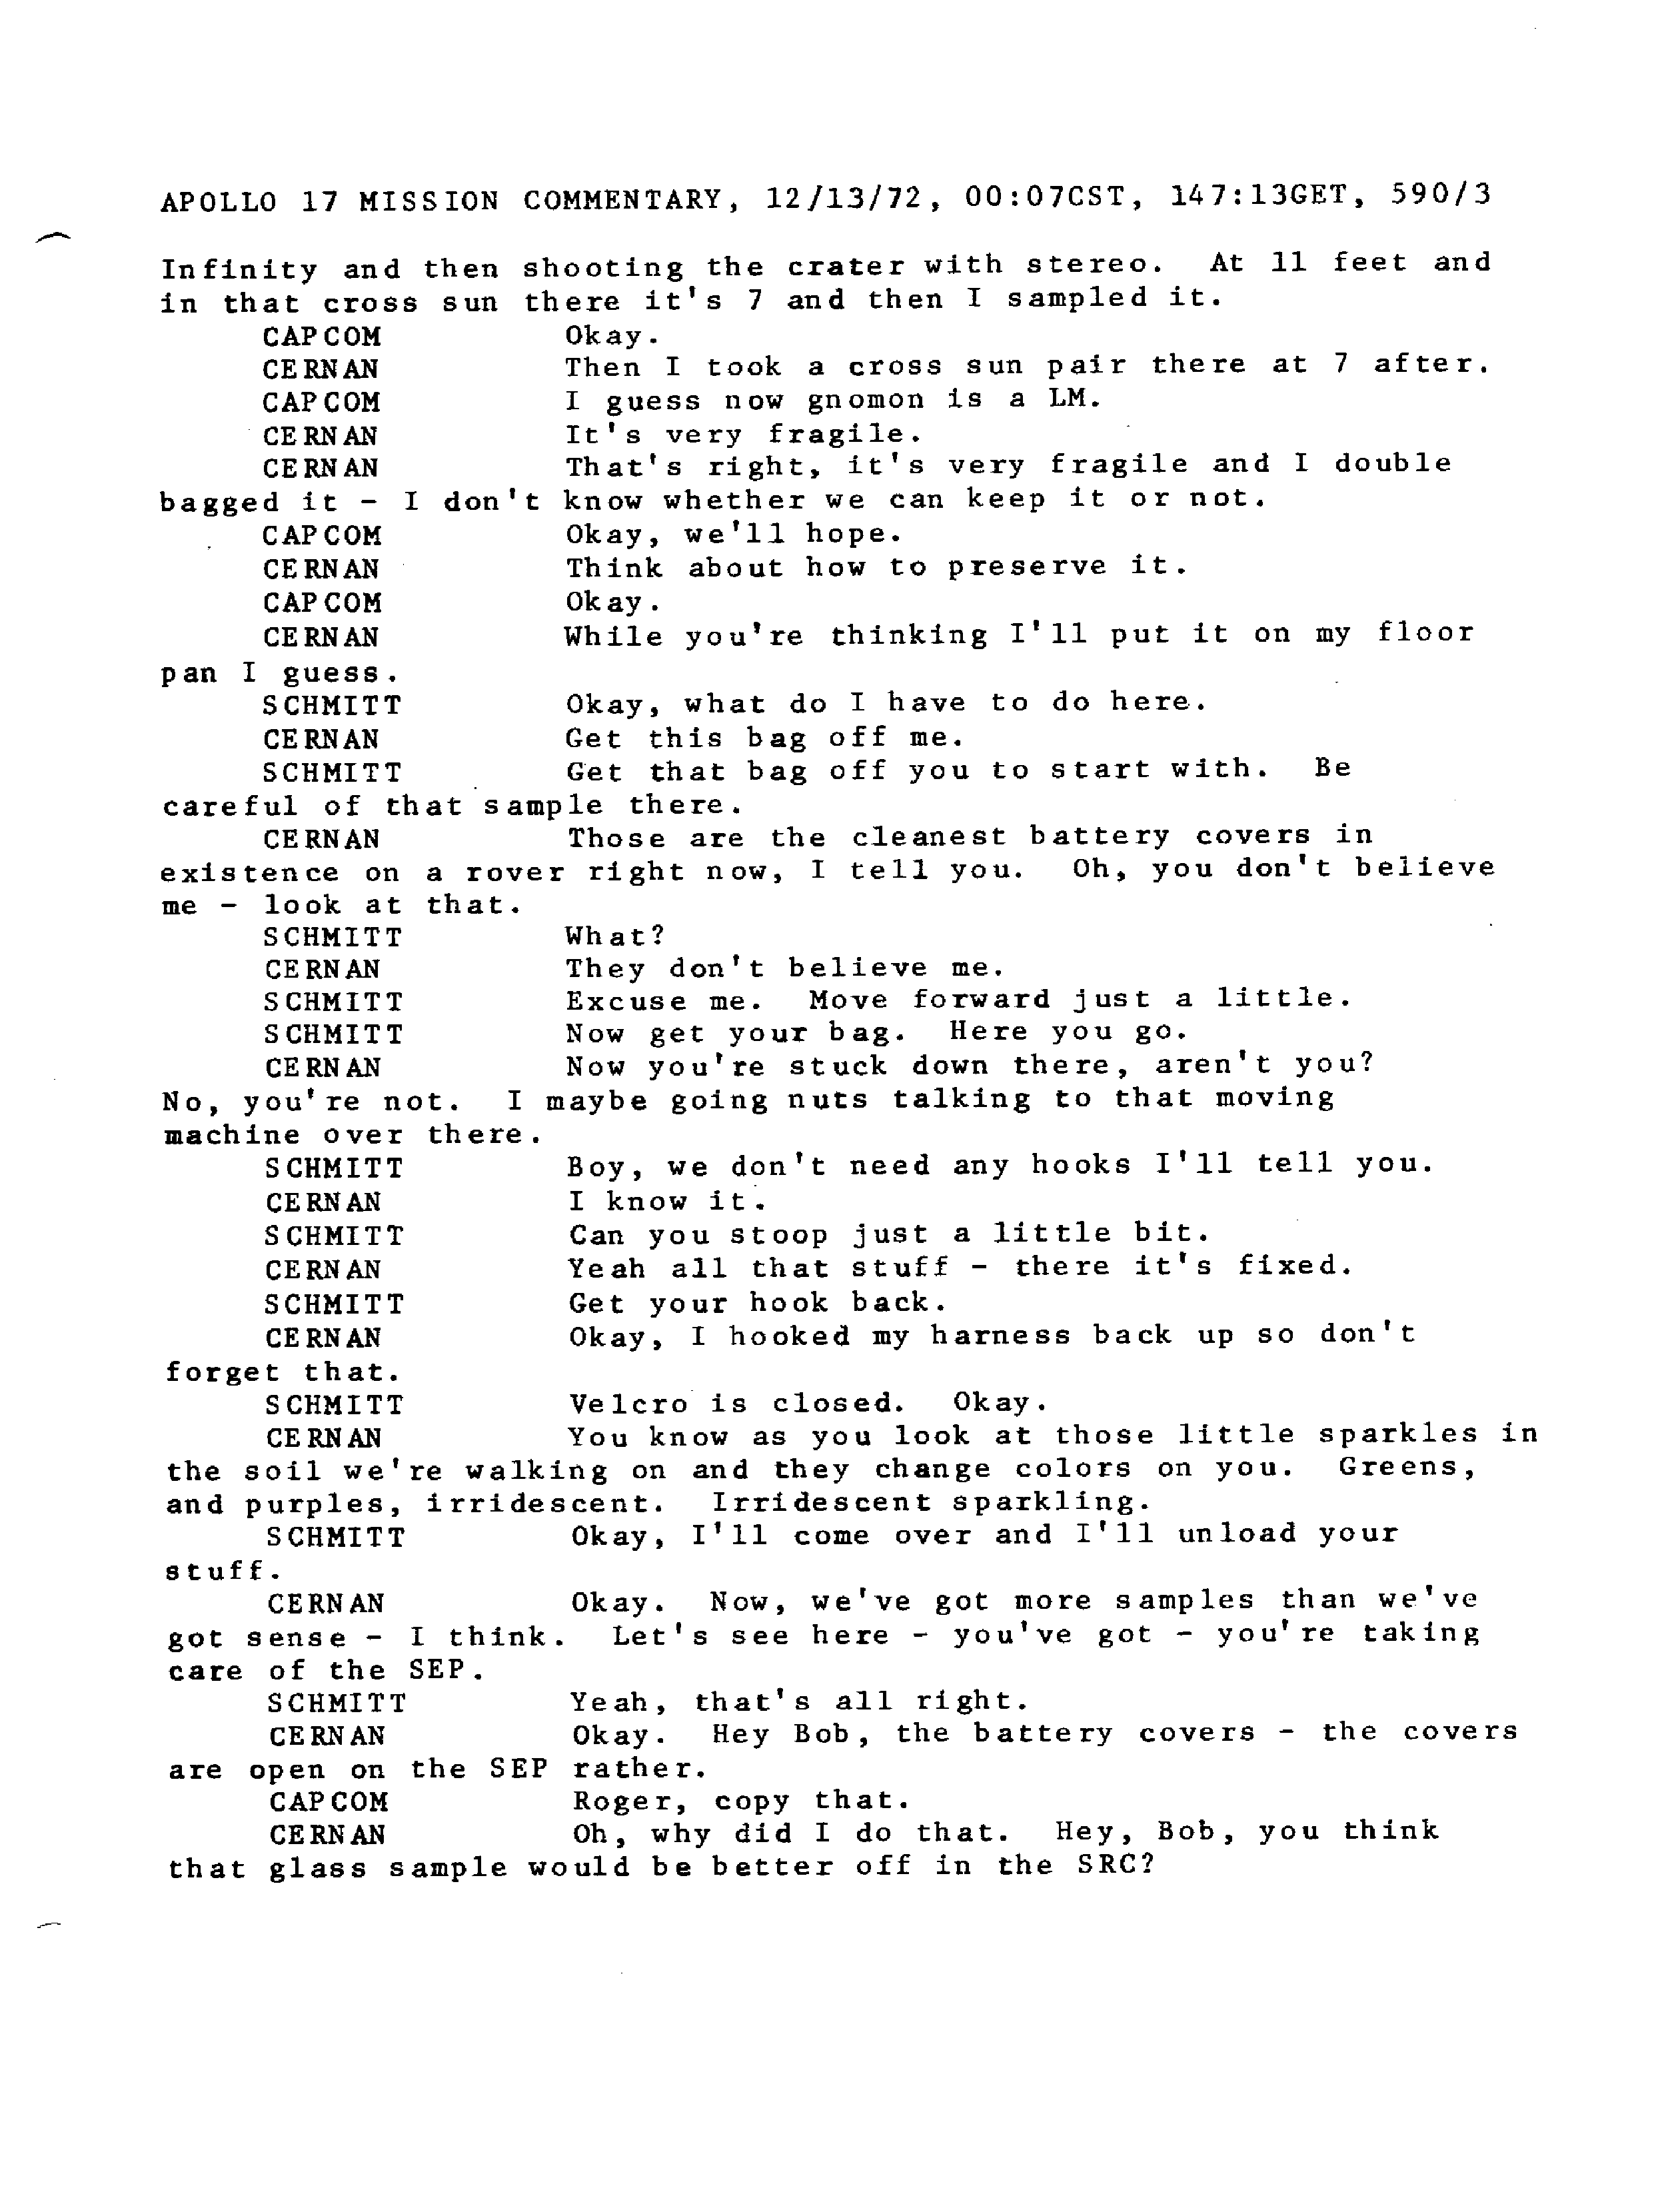 APOLLO 17 MISSION COMMENTARY, 12/13/72, 00:07CST, 147:13GET, 590/3
Infinity and then shooting the crater with stereo. At 11 feet and
in that cross sun there it's 7 and then I sampled it.
CAPCOM Okay.
CERNAN Then I took a cross sun pair there at 7 after.
CAPCOM I guess now gnomon is a LM.
CERNAN It's very fragile.
CERNAN That's right, it's very fragile and I double
bagged it - I don't know whether we can keep it or not.
CAPCOM Okay, we'll hope.
CERNAN Think about how to preserve it.
CAPCOM Okay.
CERNAN While you're thinking I'll put it on my floor
pan I guess.
SCHMITT Okay, what do I have to do here.
CERNAN Get this bag off me.
SCHMITT Get that bag off you to start with. Be
careful of that sample there.
CERNAN Those are the cleanest battery covers in
existence on a rover right now, I tell you. Oh, you don't believe
me - look at that.
SCHMITT What?
CERNAN They don't believe me.
SCHMITT Excuse me. Move forward just a little.
SCHMITT Now get your bag. Here you go.
CERNAN Now you're stuck down there, aren't you?
No, you're not. I maybe going nuts talking to that moving
machine over there.
SCHMITT Boy, we don't need any hooks I'll tell you.
CERNAN I know it.
SCHMITT Can you stoop just a little bit.
CERNAN Yeah all that stuff - there it's fixed.
SCHMITT Get your hook back.
CERNAN Okay, I hooked my harness back up so don't
forget that.
SCHMITT Velcro is closed. Okay.
CERNAN You know as you look at those little sparkles in
the soil we're walking on and they change colors on you. Greens,
and purples, irridescent. Irridescent sparkling.
SCHMITT Okay, I'll come over and I'll unload your
stuff.
CERNAN Okay. Now, we've got more samples than we've
got sense - I think. Let's see here - you've got - you're taking
care of the SEP.
SCHMITT Yeah, that's all right.
CERNAN Okay. Hey Bob, the battery covers - the covers
are open on the SEP rather.
CAPCOM Roger, copy that.
CERNAN Oh, why did I do that. Hey, Bob, you think
that glass sample would be better off in the SRC?